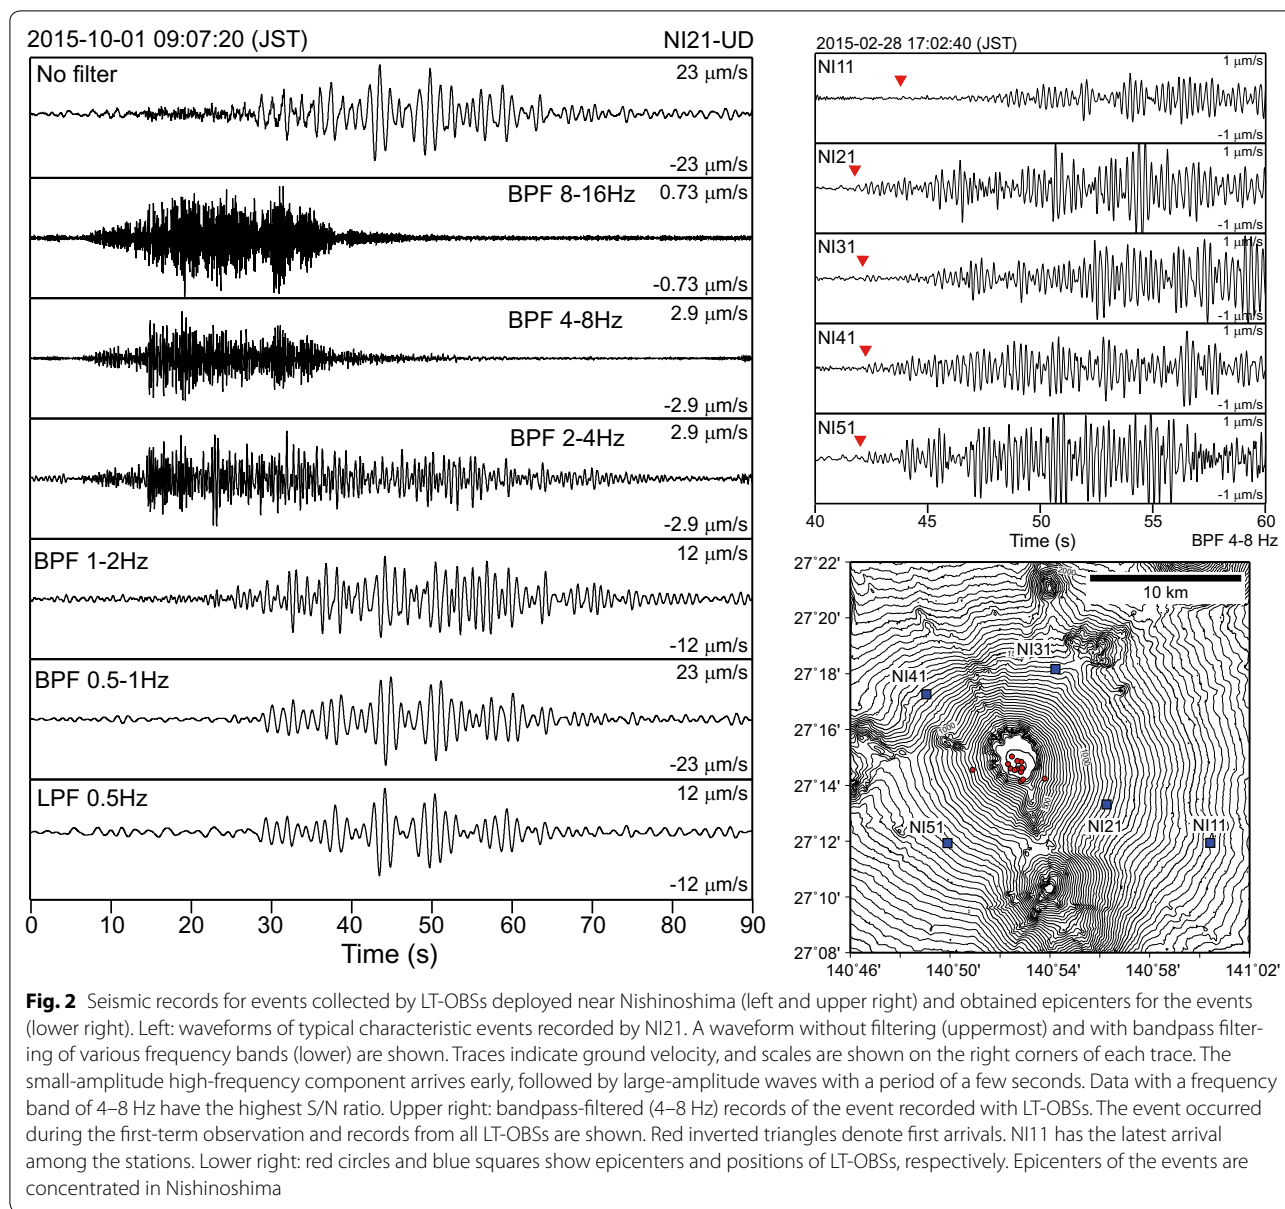 2015-10-01 09:07:20 (JST) NI21-UD
No filter 23 μm/s
-23 μm/s
BPF 8-16Hz 0.73 μm/s
-0.73 μm/s
BPF 4-8Hz 2.9 μm/s
-2.9 μm/s
BPF 2-4Hz 2.9 μm/s
-2.9 μm/s
BPF 1-2Hz 12 μm/s
-12 μm/s
BPF 0.5-1Hz 23 μm/s
-23 μm/s
LPF 0.5Hz 12 μm/s
-12 μm/s
0 10 20 30 40 50 60 70 80 90
Time (s)
2015-02-28 17:02:40 (JST)
NI11 1 μm/s
-1 μm/s
NI21 1 μm/s
-1 μm/s
NI31 1 μm/s
-1 μm/s
NI41 1 μm/s
-1 μm/s
NI51 1 μm/s
-1 μm/s
40 45 50 55 60
Time (s) BPF 4-8 Hz
27˚22'
10 km
27˚20'
NI31
27˚18'
NI41
27˚16'
27˚14'
NI51 NI21 NI11
27˚12'
27˚10'
27˚08'
140˚46' 140˚50' 140˚54' 140˚58' 141˚02'
Fig. 2 Seismic records for events collected by LT-OBSs deployed near Nishinoshima (left and upper right) and obtained epicenters for the events
(lower right). Left: waveforms of typical characteristic events recorded by NI21. A waveform without filtering (uppermost) and with bandpass filter-
ing of various frequency bands (lower) are shown. Traces indicate ground velocity, and scales are shown on the right corners of each trace. The
small-amplitude high-frequency component arrives early, followed by large-amplitude waves with a period of a few seconds. Data with a frequency
band of 4–8 Hz have the highest S/N ratio. Upper right: bandpass-filtered (4–8 Hz) records of the event recorded with LT-OBSs. The event occurred
during the first-term observation and records from all LT-OBSs are shown. Red inverted triangles denote first arrivals. NI11 has the latest arrival
among the stations. Lower right: red circles and blue squares show epicenters and positions of LT-OBSs, respectively. Epicenters of the events are
concentrated in Nishinoshima